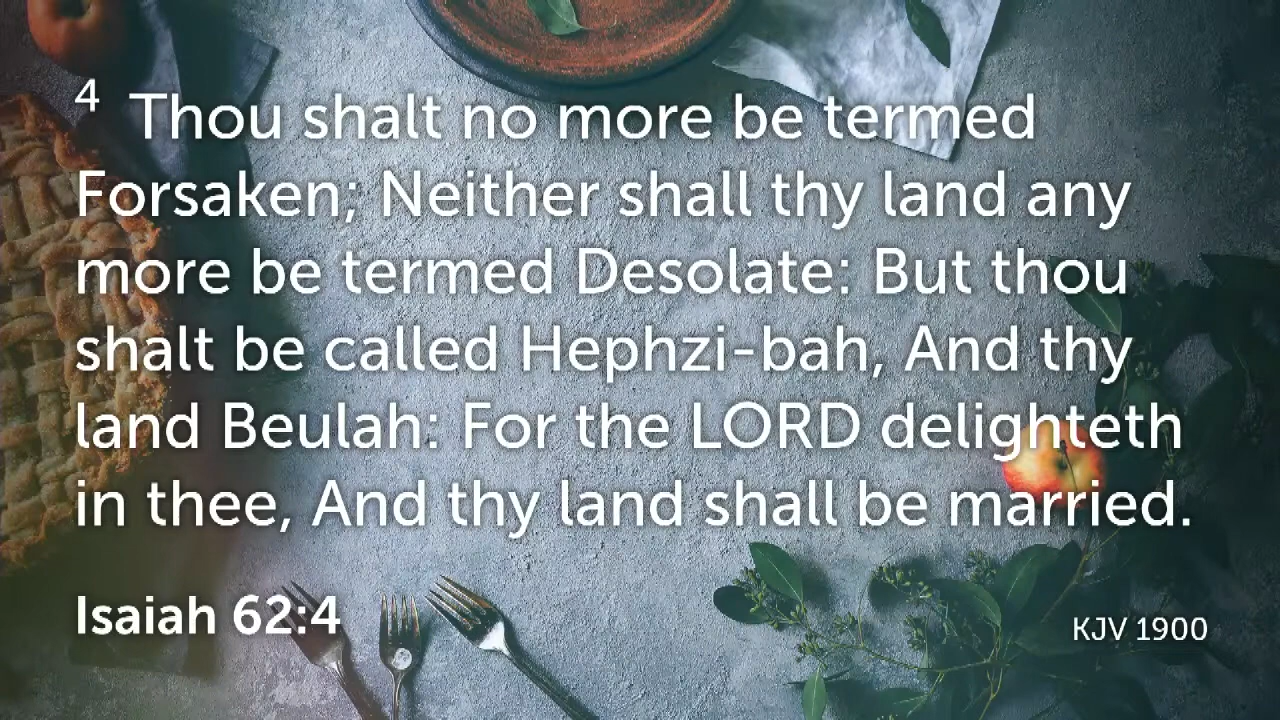 4 Thou shalt no more be termed
Forsaken; Neither shall thy land any
more be termed Desolate: But thou
shalt be called Hephzi-bah, And thy
land Beulah: For the LORD delighteth
in thee, And thy land shall be married.
Isaiah 62:4
KJV 1900